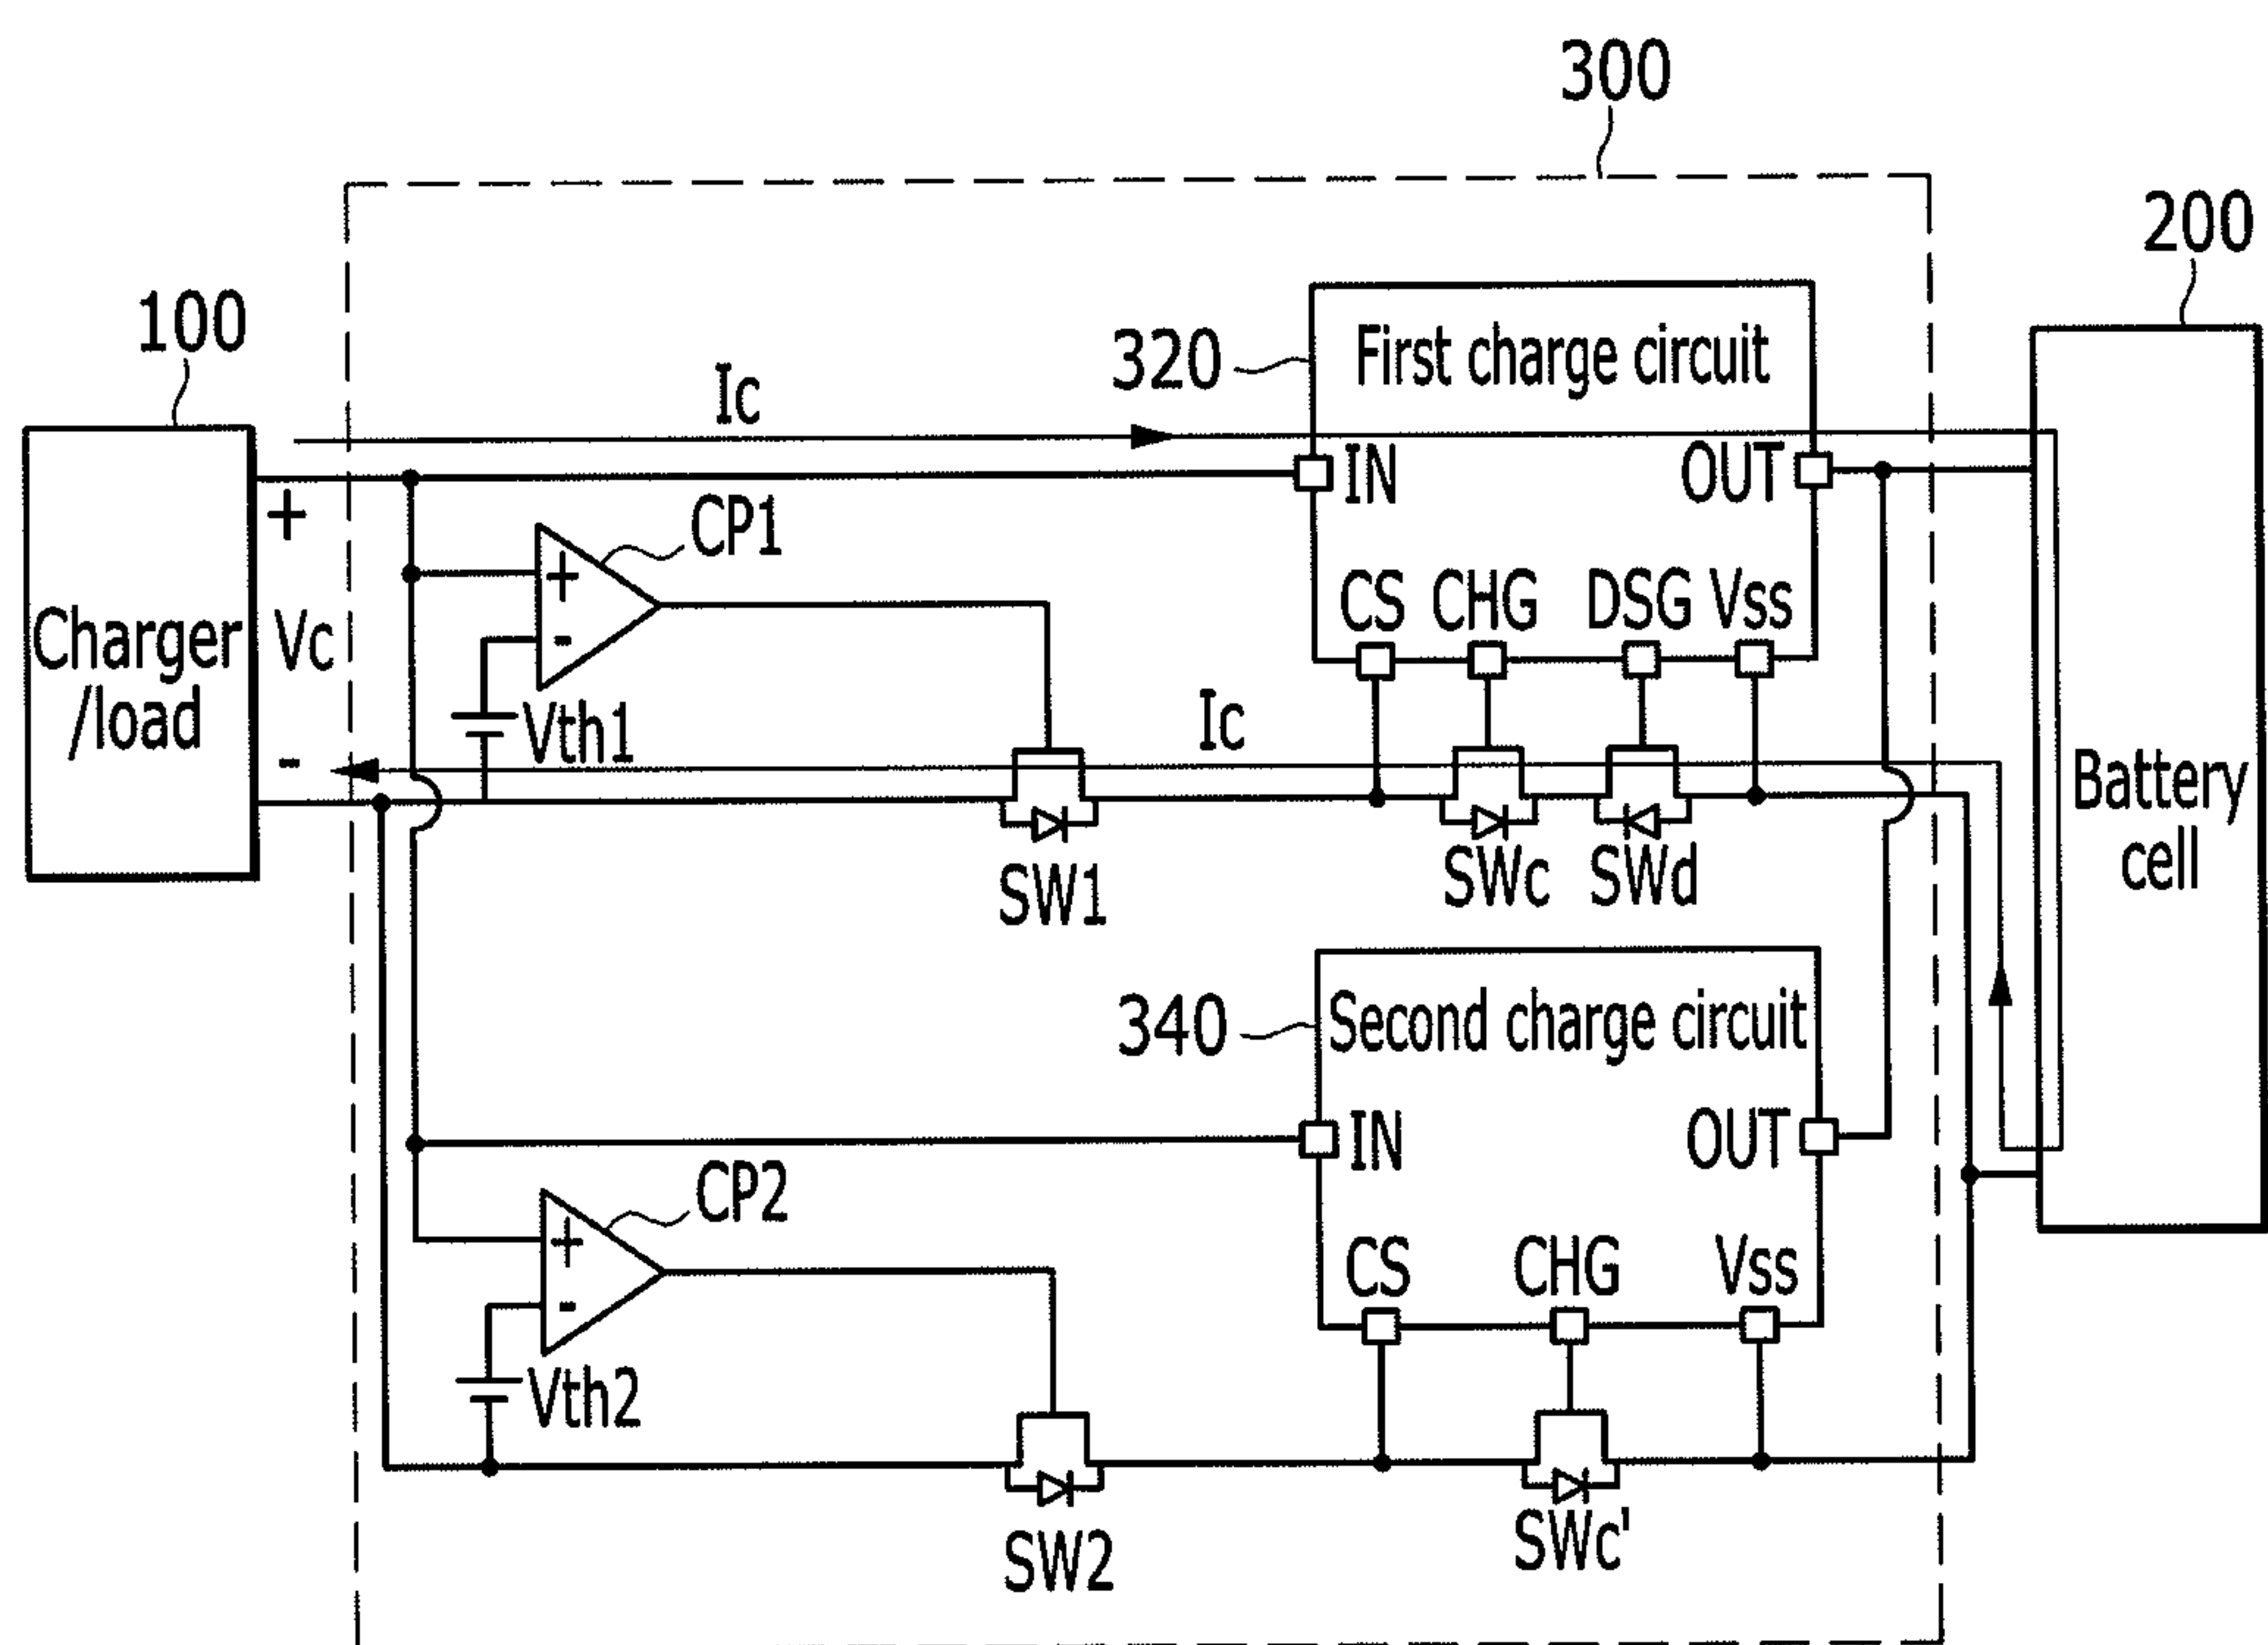 300
200
100
Ic
320
First charge circuit
IN
OUT
+
CP1
+
-
CS
CHG
DSG
Vss
Charger
/load
Vc
Vth1
-
Ic
SW1
SWc
SWd
Battery
cell
340
Second charge circuit
IN
OUT
CP2
+
-
CS
CHG
Vss
Vth2
SW2
SWc'